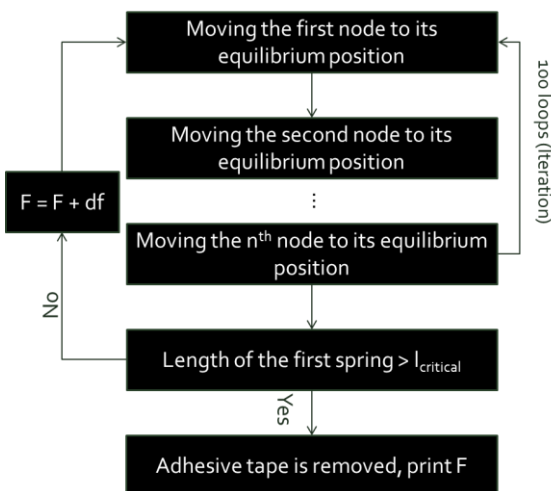 Moving the first node to its
equilibrium position
100 loops (Iteration)
Moving the second node to its
equilibrium position
F = F + df
...
Moving the nth node to its equilibrium
position
No
Length of the first spring > lcritical
Yes
Adhesive tape is removed, print F